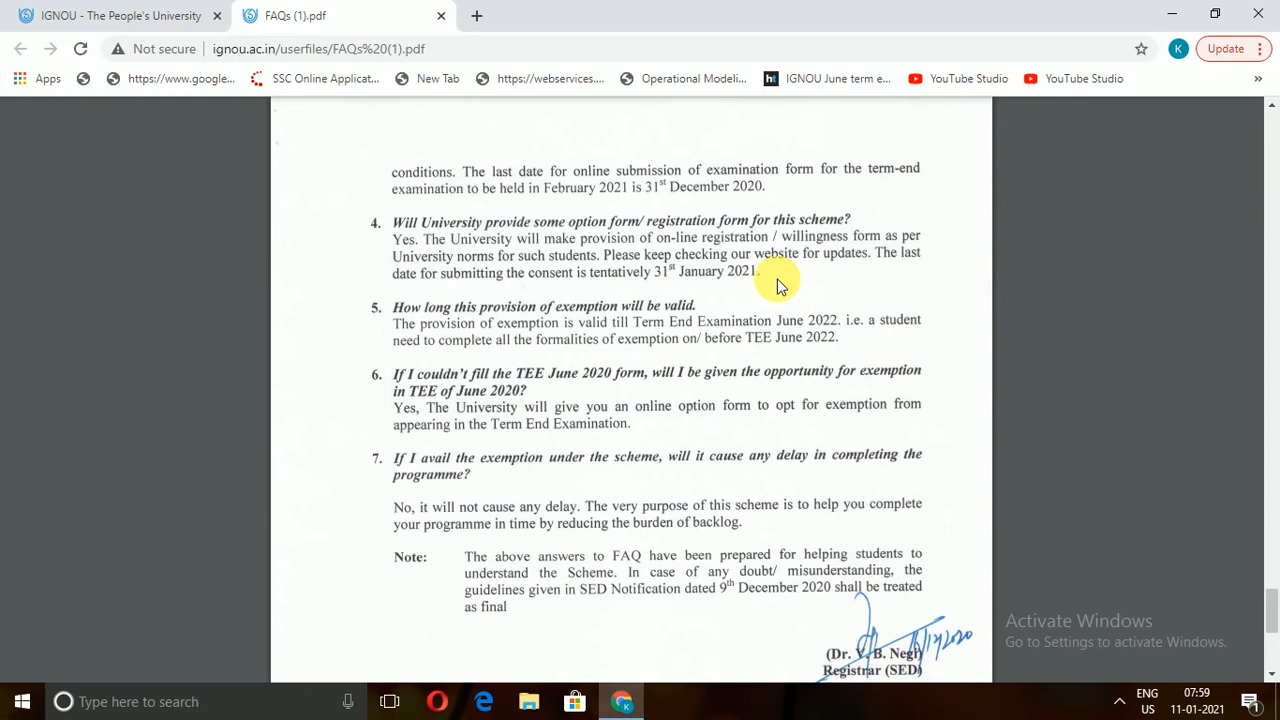 IGNOU - The People's University
FAQs (1).pdf
Not secure
ignou.ac.in/userfiles/FAQs%20(1).pdf
K
Update
Apps
https://www.google...
SSC Online Applicat...
New Tab
https://webservices....
Operational Modeli...
ht
IGNOU June term e...
YouTube Studio
YouTube Studio
»
conditions. The last date for online submission of examination form for the term-end
examination to be held in February 2021 is 31st December 2020.
4. Will University provide some option form/ registration form for this scheme?
Yes. The University will make provision of on-line registration / willingness form as per
University norms for such students. Please keep checking our website for updates. The last
date for submitting the consent is tentatively 31st January 2021.
5. How long this provision of exemption will be valid.
The provision of exemption is valid till Term End Examination June 2022. i.e. a student
need to complete all the formalities of exemption on/ before TEE June 2022.
6. If I couldn't fill the TEE June 2020 form, will I be given the opportunity for exemption
in TEE of June 2020?
Yes, The University will give you an online option form to opt for exemption from
appearing in the Term End Examination.
7. If I avail the exemption under the scheme, will it cause any delay in completing the
programme?
No, it will not cause any delay. The very purpose of this scheme is to help you complete
your programme in time by reducing the burden of backlog.
Note: The above answers to FAQ have been prepared for helping students to
understand the Scheme. In case of any doubt/ misunderstanding, the
guidelines given in SED Notification dated 9th December 2020 shall be treated
as final
(Dr. V. B. Negi)
Registrar (SED)
Activate Windows
Go to Settings to activate Windows.
Type here to search
ENG
US
07:59
11-01-2021
1